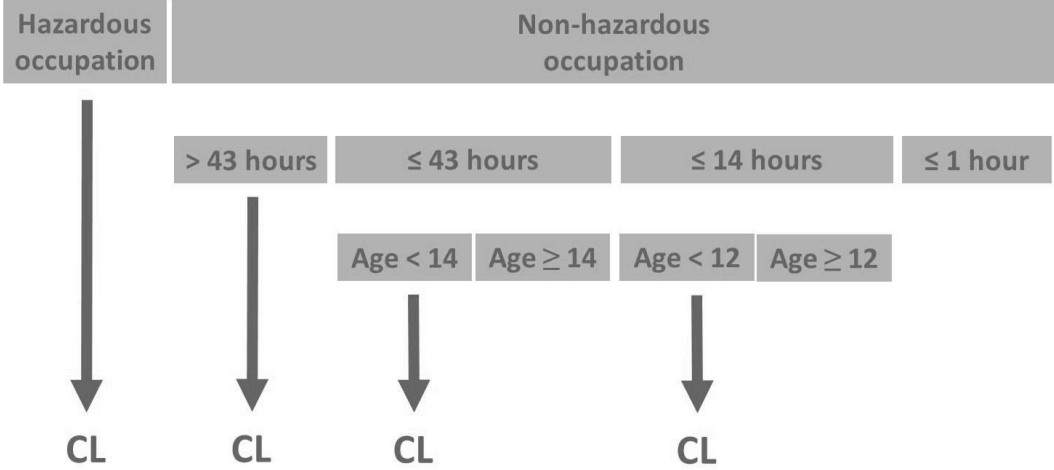 Hazardous
occupation
Non-hazardous
occupation
> 43 hours
≤ 43 hours
≤ 14 hours
≤ 1 hour
Age < 14
Age ≥ 14
Age < 12
Age ≥ 12
CL
CL
CL
CL